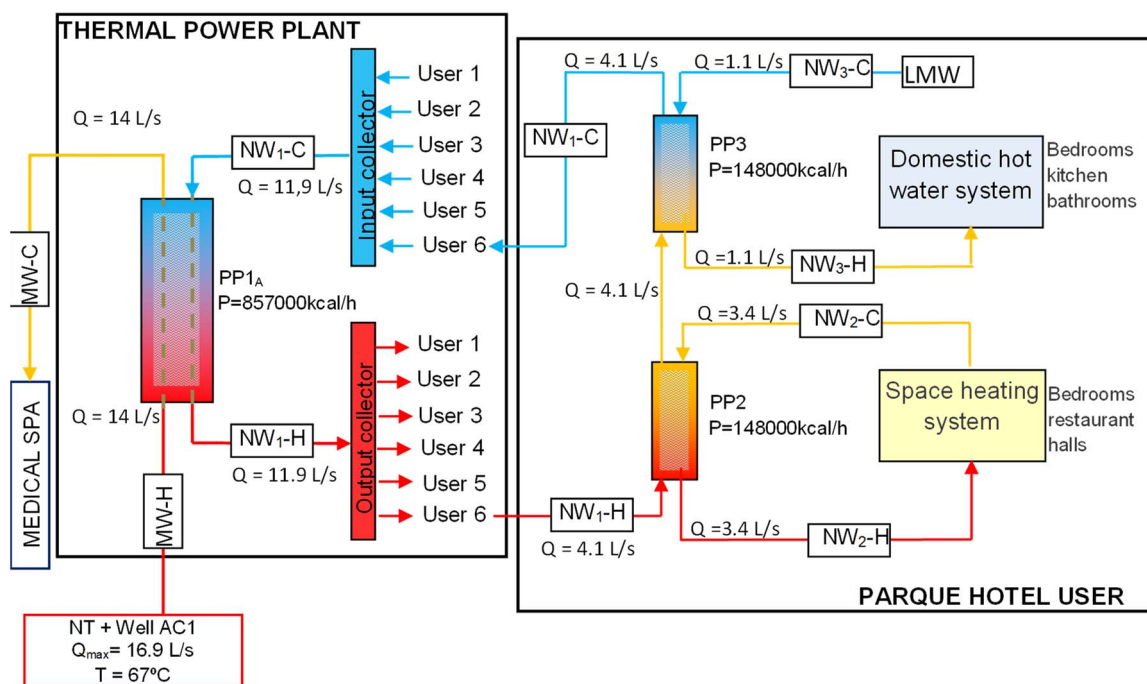 THERMAL POWER PLANT
Q = 14 L/s
MW-C
MEDICAL SPA
NW₁-C
Q = 11,9 L/s
Input collector
User 1
User 2
User 3
User 4
User 5
User 6
PP1A
P=857000kcal/h
Q = 14 L/s
MW-H
NW₁-H
Q = 11.9 L/s
Output collector
User 1
User 2
User 3
User 4
User 5
User 6
NT + Well AC1
Qmax= 16.9 L/s
T = 67ºC
Q = 4.1 L/s
NW₁-C
Q =1.1 L/s
NW₃-C
LMW
PP3
P=148000kcal/h
Domestic hot
water system
Bedrooms
kitchen
bathrooms
Q =1.1 L/s
NW₃-H
Q = 4.1 L/s
Q =3.4 L/s
NW₂-C
PP2
P=148000kcal/h
Space heating
system
Bedrooms
restaurant
halls
NW₁-H
Q = 4.1 L/s
Q =3.4 L/s
NW₂-H
PARQUE HOTEL USER